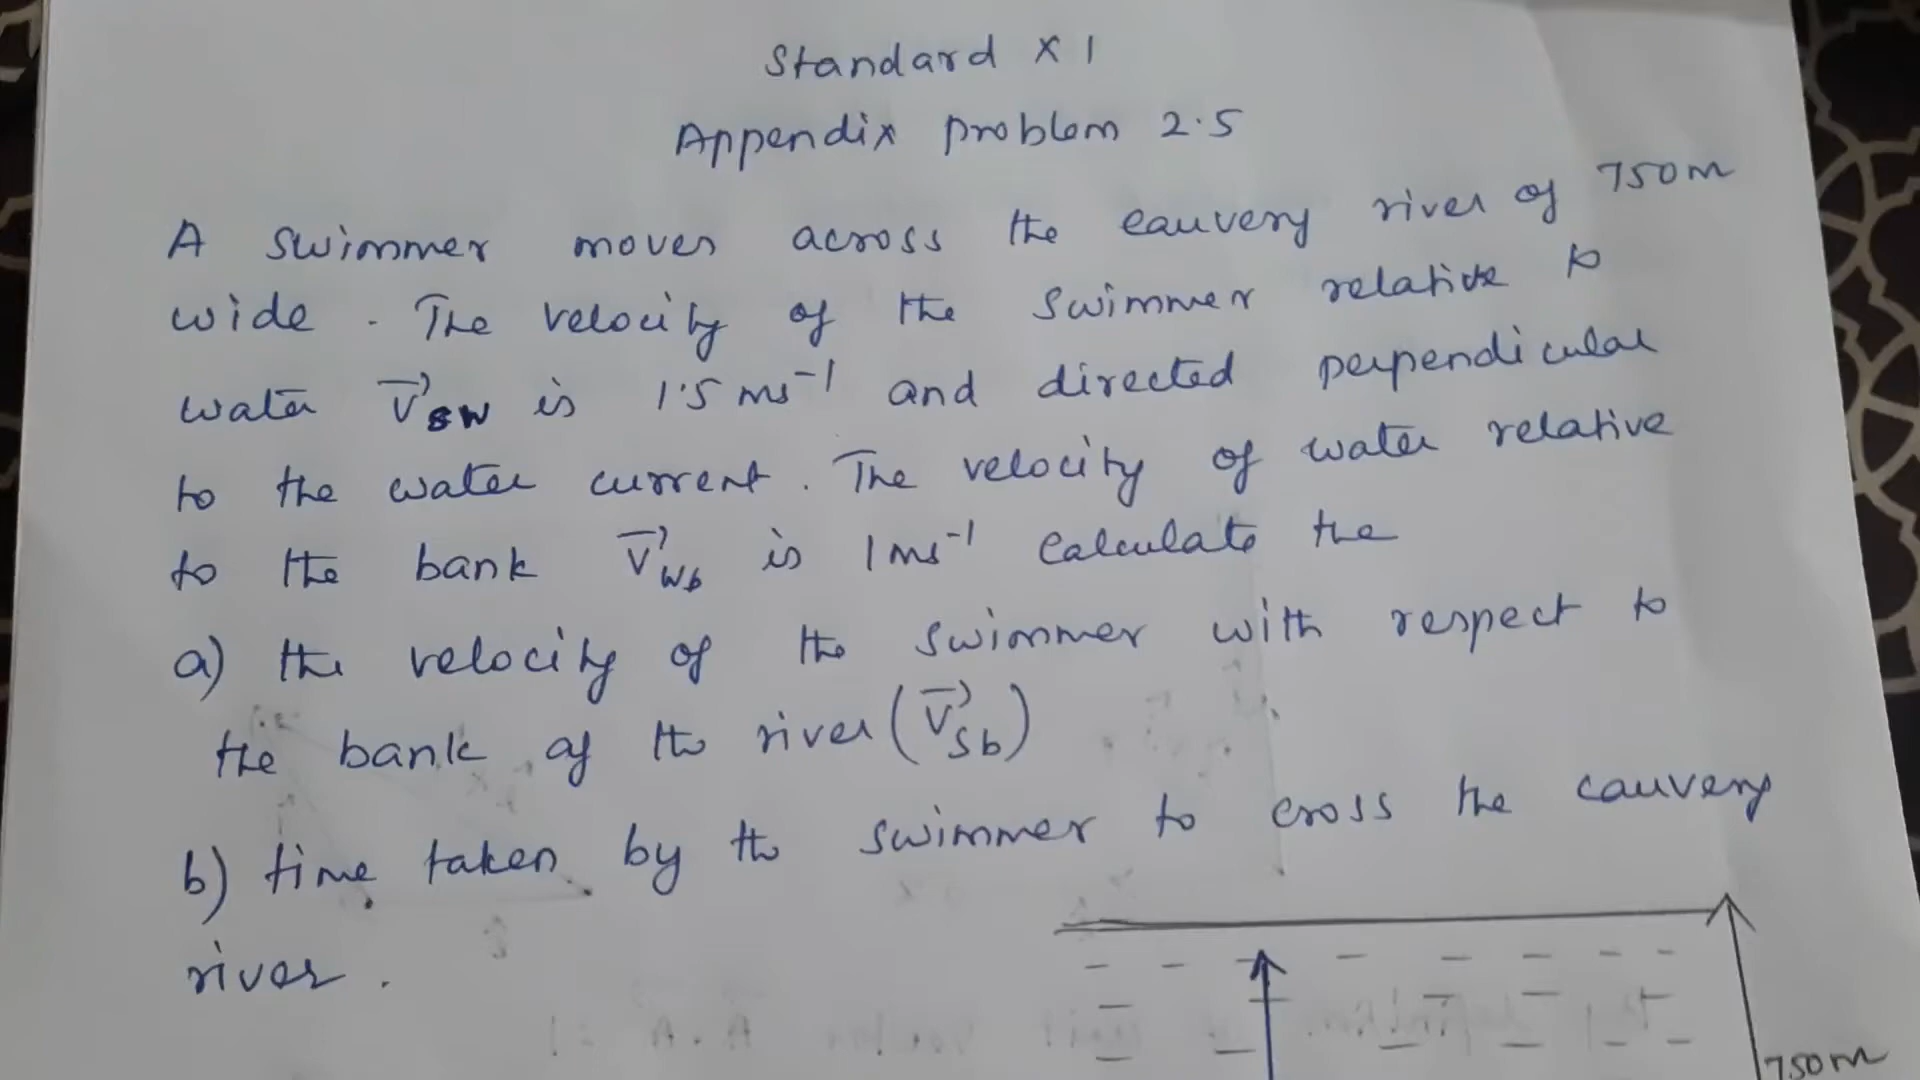 Standard XI
Appendix problem 2.5
A swimmer moves across the cauvery river of 750m
wide. The velocity of the swimmer relative to
water V⃗sw is 1.5 ms⁻¹ and directed perpendicular
to the water current. The velocity of water relative
to the bank V⃗wb is 1ms⁻¹ Calculate the
a) the velocity of the swimmer with respect to
the bank of the river (V⃗sb)
b) time taken by the swimmer to cross the cauvery
river.
750m